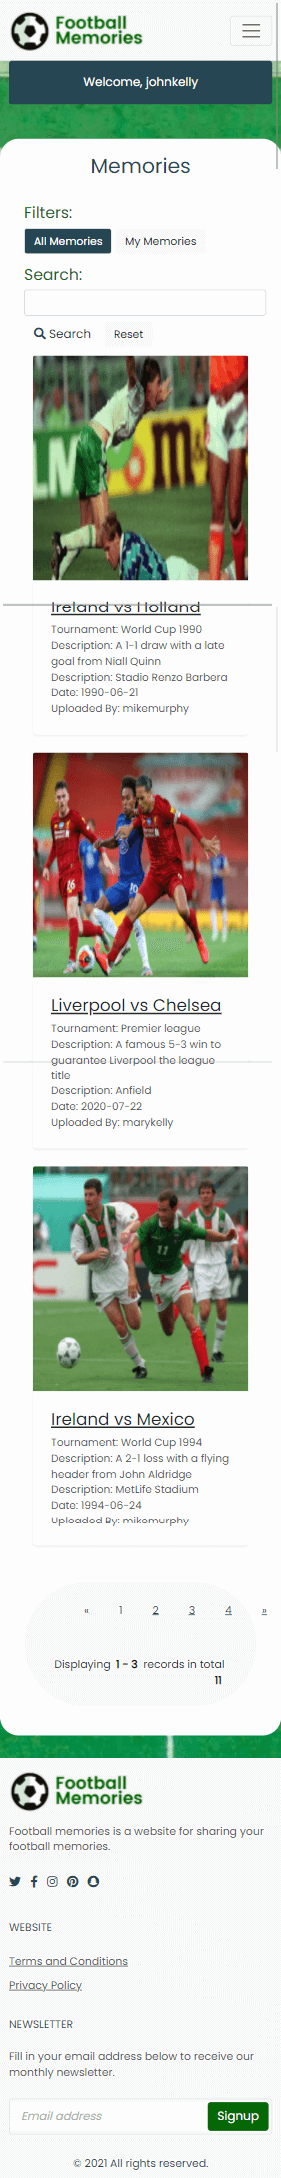 Football
Memories
Welcome, johnkelly
Memories
Filters:
All Memories My Memories
Search:
Search Reset
Ireland vs Holland
Tournament: World Cup 1990
Description: A 1-1 draw with a late
goal from Niall Quinn
Description: Stadio Renzo Barbera
Date: 1990-06-21
Uploaded By: mikemurphy
Liverpool vs Chelsea
Tournament: Premier league
Description: A famous 5-3 win to
guarantee Liverpool the league
title
Description: Anfield
Date: 2020-07-22
Uploaded By: marykelly
11
Ireland vs Mexico
Tournament: World Cup 1994
Description: A 2-1 loss with a flying
header from John Aldridge
Description: MetLife Stadium
Date: 1994-06-24
Uploaded By: mikemurphy
« 1 2 3 4 »
Displaying 1 - 3 records in total
11
Football
Memories
Football memories is a website for sharing your
football memories.
WEBSITE
Terms and Conditions
Privacy Policy
NEWSLETTER
Fill in your email address below to receive our
monthly newsletter.
Email address Signup
© 2021 All rights reserved.